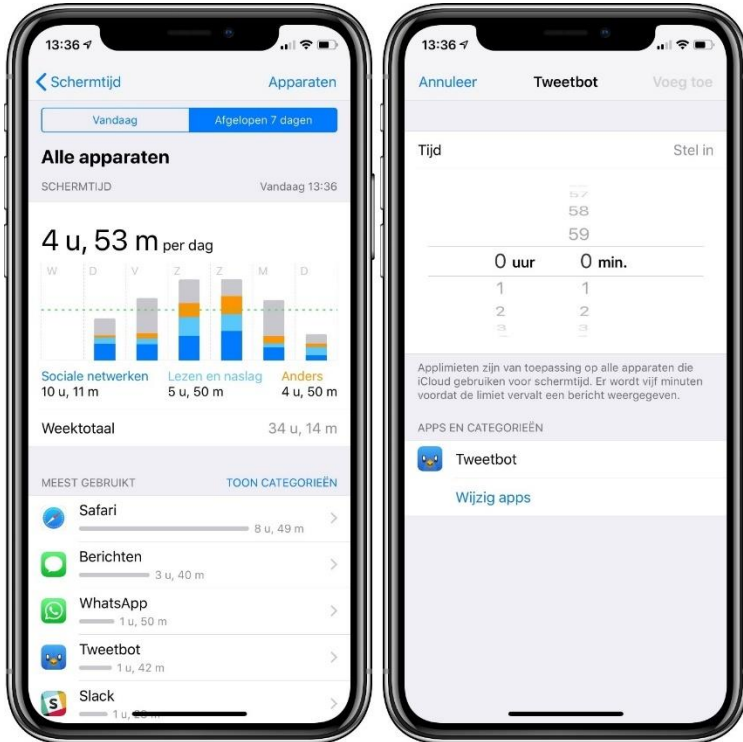 13:36
Schermtijd
Apparaten
Vandaag
Afgelopen 7 dagen
Alle apparaten
SCHERMTIJD
Vandaag 13:36
4 u, 53 m per dag
W D V Z Z M D
Sociale netwerken
10 u, 11 m
Lezen en naslag
5 u, 50 m
Anders
4 u, 50 m
Weektotaal
34 u, 14 m
MEEST GEBRUIKT
TOON CATEGORIEËN
Safari
8 u, 49 m
Berichten
3 u, 40 m
WhatsApp
1 u, 50 m
Tweetbot
1 u, 42 m
Slack
13:36
Annuleer
Tweetbot
Voeg toe
Tijd
Stel in
57
58
59
0 uur 0 min.
1 1
2 2
3 3
Applimieten zijn van toepassing op alle apparaten die
iCloud gebruiken voor schermtijd. Er wordt vijf minuten
voordat de limiet vervalt een bericht weergegeven.
APPS EN CATEGORIEËN
Tweetbot
Wijzig apps